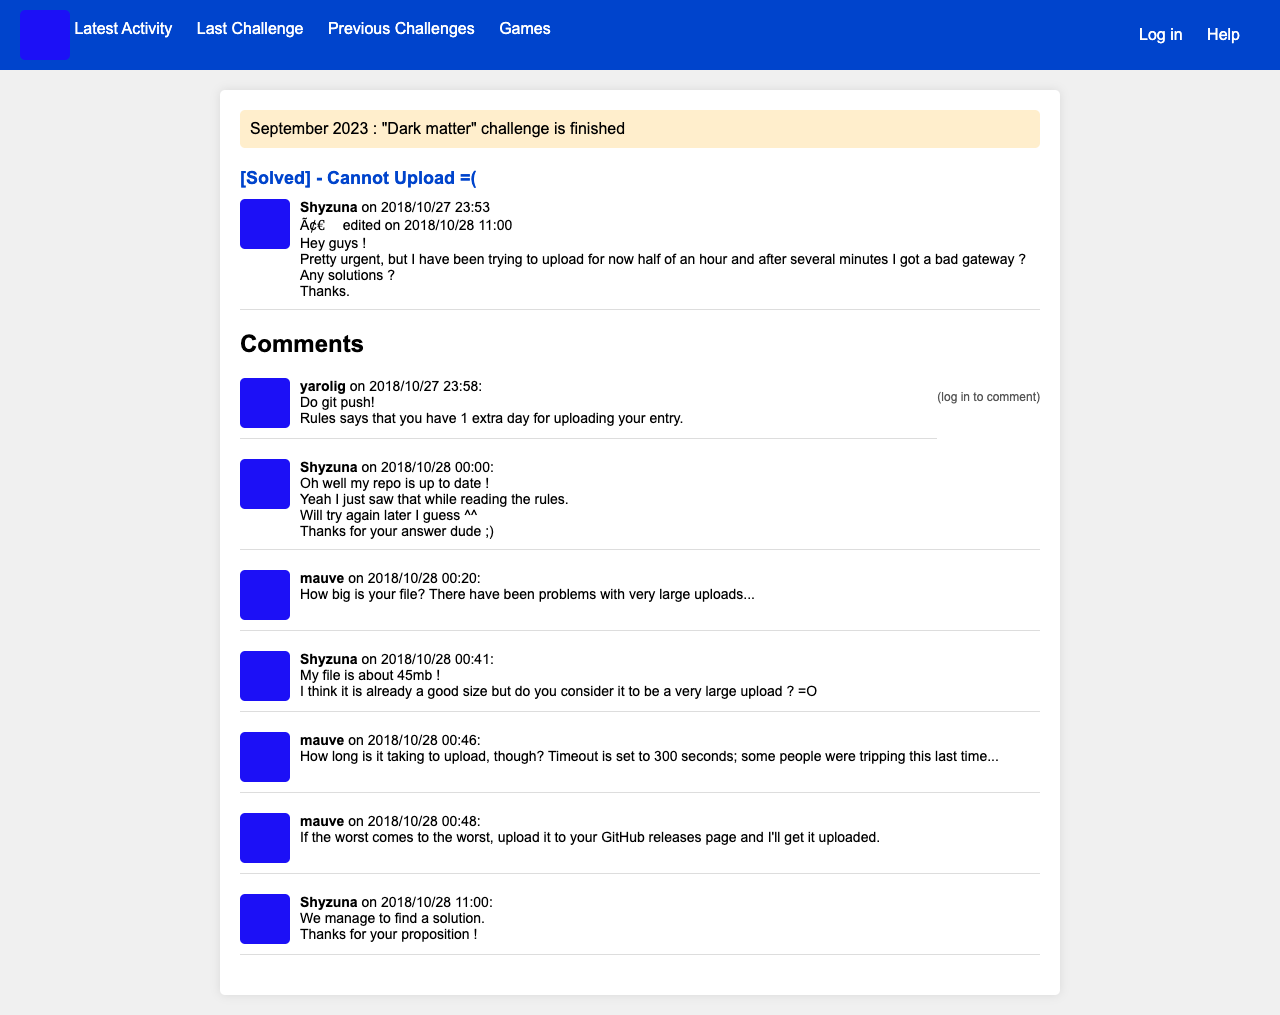 Latest Activity Last Challenge Previous Challenges Games Log in Help
September 2023 : "Dark matter" challenge is finished
[Solved] - Cannot Upload =(
Shyzuna on 2018/10/27 23:53
Ã¢€ edited on 2018/10/28 11:00
Hey guys !
Pretty urgent, but I have been trying to upload for now half of an hour and after several minutes I got a bad gateway ?
Any solutions ?
Thanks.
Comments
yarolig on 2018/10/27 23:58:
Do git push!
Rules says that you have 1 extra day for uploading your entry.
(log in to comment)
Shyzuna on 2018/10/28 00:00:
Oh well my repo is up to date !
Yeah I just saw that while reading the rules.
Will try again later I guess ^^
Thanks for your answer dude ;)
mauve on 2018/10/28 00:20:
How big is your file? There have been problems with very large uploads...
Shyzuna on 2018/10/28 00:41:
My file is about 45mb !
I think it is already a good size but do you consider it to be a very large upload ? =O
mauve on 2018/10/28 00:46:
How long is it taking to upload, though? Timeout is set to 300 seconds; some people were tripping this last time...
mauve on 2018/10/28 00:48:
If the worst comes to the worst, upload it to your GitHub releases page and I'll get it uploaded.
Shyzuna on 2018/10/28 11:00:
We manage to find a solution.
Thanks for your proposition !